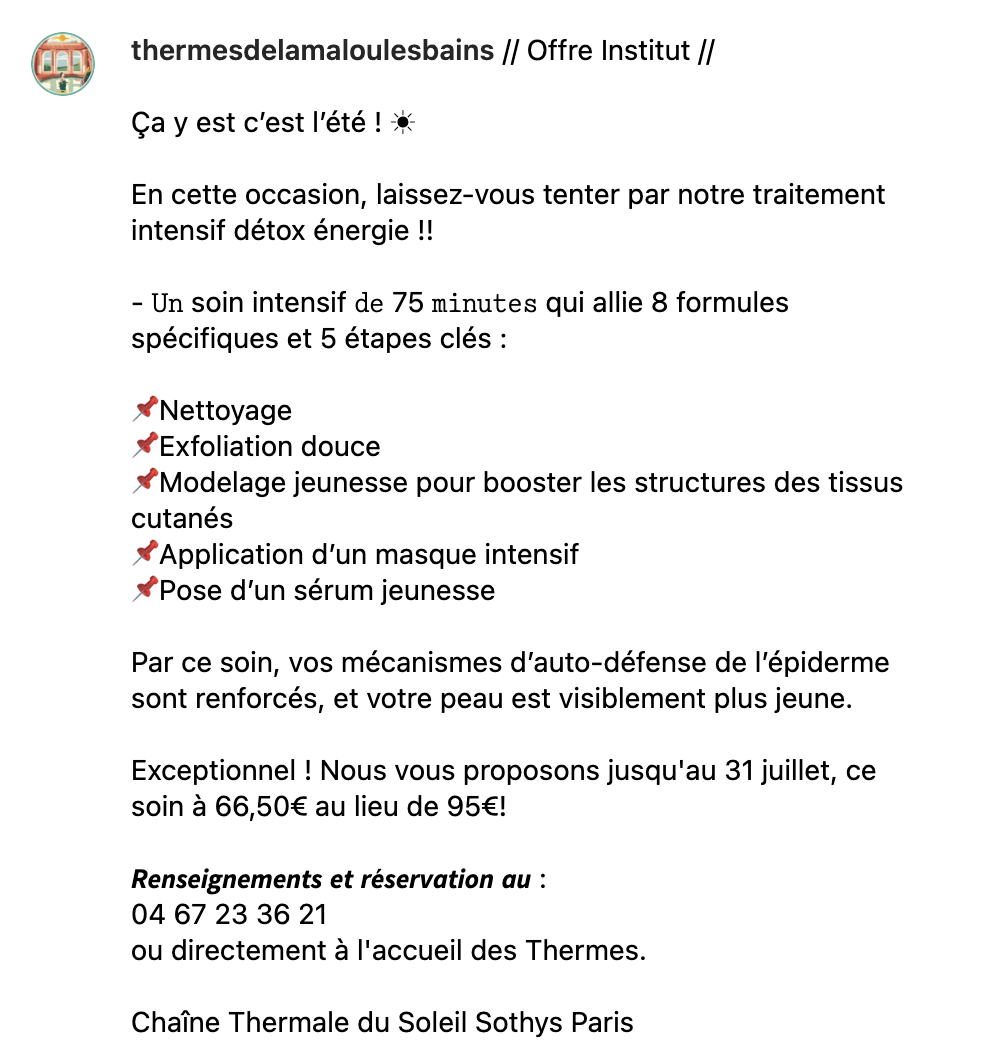 thermesdelamaloulesbains // Offre Institut //
Ça y est c’est l’été ! ☀
En cette occasion, laissez-vous tenter par notre traitement
intensif détox énergie !!
- 𝚄𝚗 soin intensif 𝚍𝚎 75 𝚖𝚒𝚗𝚞𝚝𝚎𝚜 qui allie 8 formules
spécifiques et 5 étapes clés :
📌Nettoyage
📌Exfoliation douce
📌Modelage jeunesse pour booster les structures des tissus
cutanés
📌Application d’un masque intensif
📌Pose d’un sérum jeunesse
Par ce soin, vos mécanismes d’auto-défense de l’épiderme
sont renforcés, et votre peau est visiblement plus jeune.
Exceptionnel ! Nous vous proposons jusqu'au 31 juillet, ce
soin à 66,50€ au lieu de 95€!
𝙍𝙚𝙣𝙨𝙚𝙞𝙜𝙣𝙚𝙢𝙚𝙣𝙩𝙨 𝙚𝙩 𝙧𝙚́𝙨𝙚𝙧𝙫𝙖𝙩𝙞𝙤𝙣 𝙖𝙪 :
04 67 23 36 21
ou directement à l'accueil des Thermes.
Chaîne Thermale du Soleil Sothys Paris